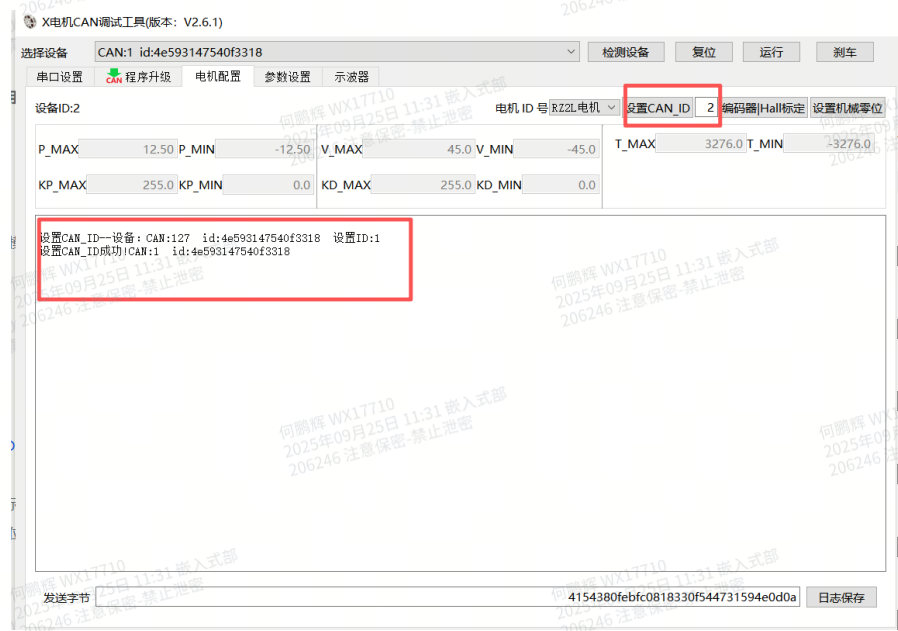 X电机CAN调试工具(版本：V2.6.1)
选择设备 CAN:1 id:4e593147540f3318 检测设备 复位 运行 刹车
串口设置 CAN 程序升级 电机配置 参数设置 示波器
设备ID:2 电机 ID 号 RZ2L电机 设置CAN_ID 2 编码器|Hall标定 设置机械零位
P_MAX 12.50 P_MIN -12.50 V_MAX 45.0 V_MIN -45.0 T_MAX 3276.0 T_MIN -3276.0
KP_MAX 255.0 KP_MIN 0.0 KD_MAX 255.0 KD_MIN 0.0
设置CAN_ID--设备：CAN:127 id:4e593147540f3318 设置ID:1
设置CAN_ID成功!CAN:1 id:4e593147540f3318
何鹏辉 WX17710
2025年09月25日 11:31 嵌入式部
206246 注意保密-禁止泄密
发送字节 4154380febfc0818330f544731594e0d0a 日志保存